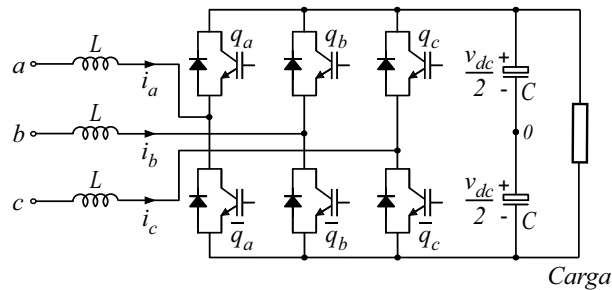 a L i_a q_a q_b q_c v_dc/2 + - C
b L i_b 0
c L i_c q̅_a q̅_b q̅_c v_dc/2 + - C
Carga